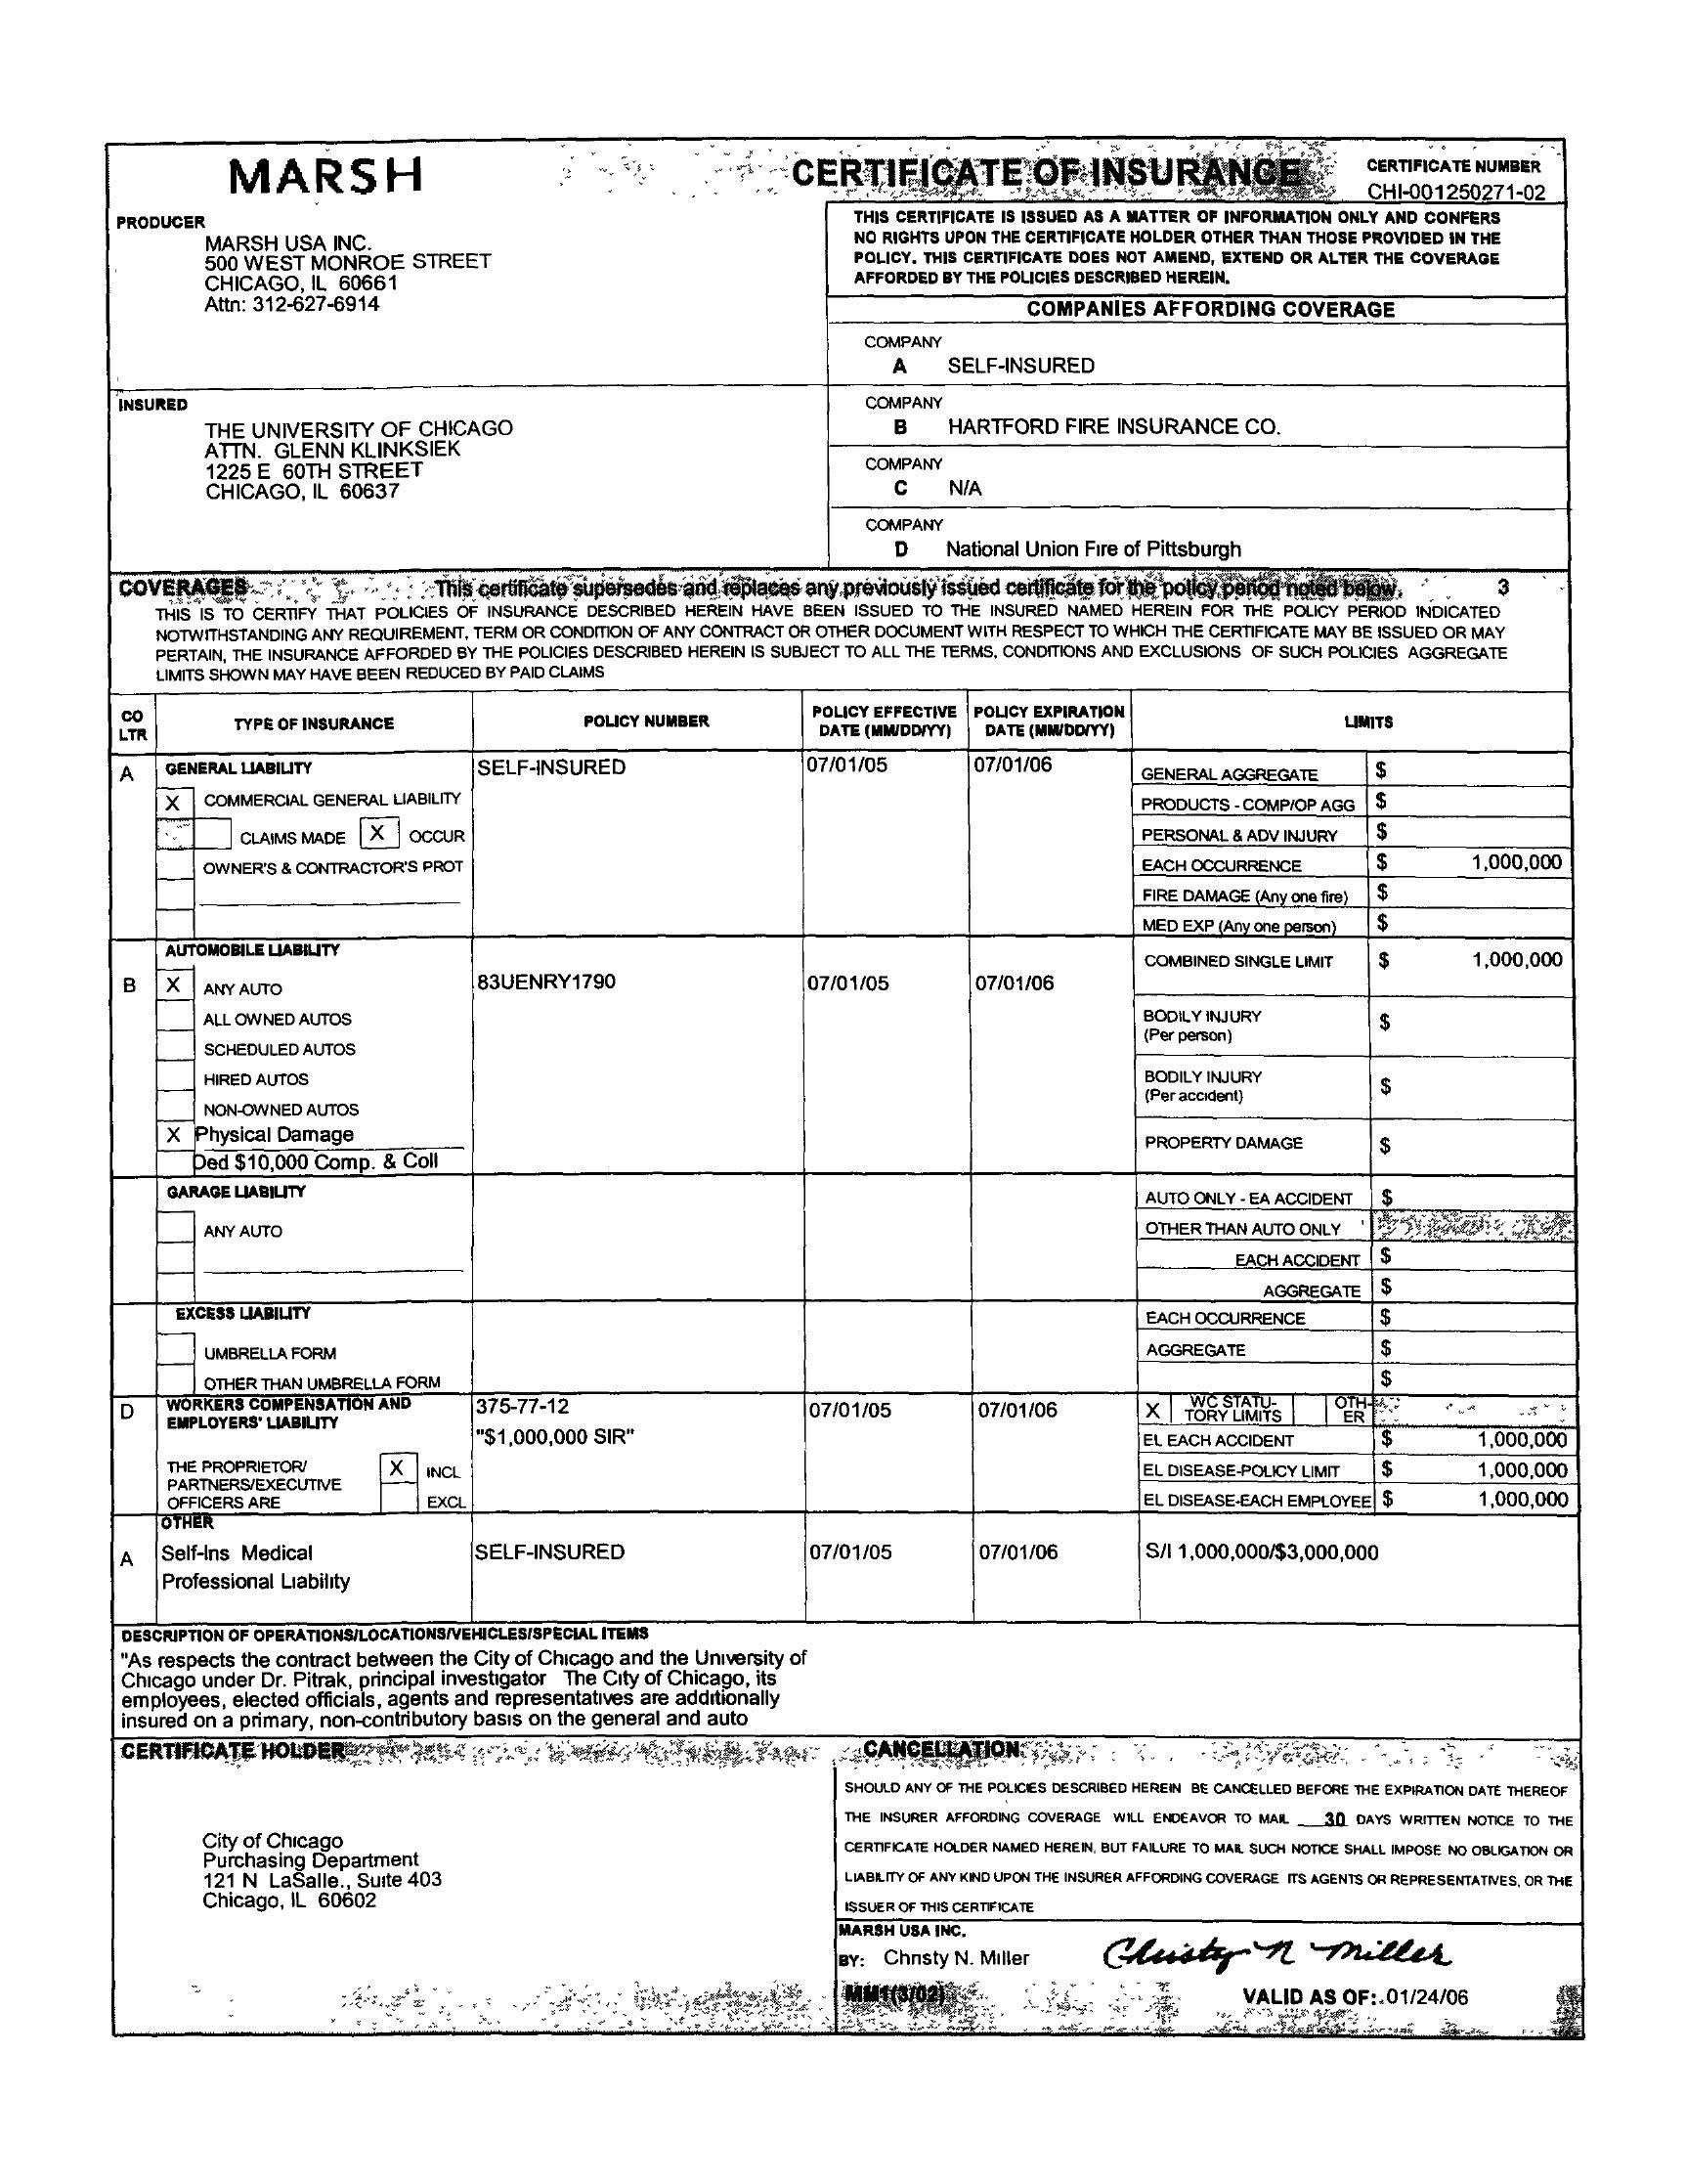 MARSH
CERTIFICATE OF INSURANCE
CERTIFICATE NUMBER
CHI-001250271-02
PRODUCER
MARSH USA INC.
500 WEST MONROE STREET
CHICAGO, IL 60661
Attn: 312-627-6914
THIS CERTIFICATE IS ISSUED AS A MATTER OF INFORMATION ONLY AND CONFERS
NO RIGHTS UPON THE CERTIFICATE HOLDER OTHER THAN THOSE PROVIDED IN THE
POLICY. THIS CERTIFICATE DOES NOT AMEND, EXTEND OR ALTER THE COVERAGE
AFFORDED BY THE POLICIES DESCRIBED HEREIN.
COMPANIES AFFORDING COVERAGE
COMPANY
A SELF-INSURED
INSURED
THE UNIVERSITY OF CHICAGO
ATTN. GLENN KLINKSIEK
1225 E 60TH STREET
CHICAGO, IL 60637
COMPANY
B HARTFORD FIRE INSURANCE CO.
COMPANY
C N/A
COMPANY
D National Union Fire of Pittsburgh
COVERAGES This certificate supersedes and replaces any previously issued certificate for the policy period noted below. 3
THIS IS TO CERTIFY THAT POLICIES OF INSURANCE DESCRIBED HEREIN HAVE BEEN ISSUED TO THE INSURED NAMED HEREIN FOR THE POLICY PERIOD INDICATED
NOTWITHSTANDING ANY REQUIREMENT, TERM OR CONDITION OF ANY CONTRACT OR OTHER DOCUMENT WITH RESPECT TO WHICH THE CERTIFICATE MAY BE ISSUED OR MAY
PERTAIN, THE INSURANCE AFFORDED BY THE POLICIES DESCRIBED HEREIN IS SUBJECT TO ALL THE TERMS, CONDITIONS AND EXCLUSIONS OF SUCH POLICIES AGGREGATE
LIMITS SHOWN MAY HAVE BEEN REDUCED BY PAID CLAIMS
CO LTR
TYPE OF INSURANCE
POLICY NUMBER
POLICY EFFECTIVE DATE (MM/DD/YY)
POLICY EXPIRATION DATE (MM/DD/YY)
LIMITS
A GENERAL LIABILITY SELF-INSURED 07/01/05 07/01/06 GENERAL AGGREGATE $
X COMMERCIAL GENERAL LIABILITY PRODUCTS - COMP/OP AGG $
CLAIMS MADE X OCCUR PERSONAL & ADV INJURY $
OWNER'S & CONTRACTOR'S PROT EACH OCCURRENCE $ 1,000,000
FIRE DAMAGE (Any one fire) $
MED EXP (Any one person) $
AUTOMOBILE LIABILITY COMBINED SINGLE LIMIT $ 1,000,000
B X ANY AUTO 83UENRY1790 07/01/05 07/01/06
ALL OWNED AUTOS BODILY INJURY $
(Per person)
SCHEDULED AUTOS
HIRED AUTOS BODILY INJURY $
(Per accident)
NON-OWNED AUTOS
X Physical Damage PROPERTY DAMAGE $
Ded $10,000 Comp. & Coll
GARAGE LIABILITY AUTO ONLY - EA ACCIDENT $
ANY AUTO OTHER THAN AUTO ONLY
EACH ACCIDENT $
AGGREGATE $
EXCESS LIABILITY EACH OCCURRENCE $
UMBRELLA FORM AGGREGATE $
OTHER THAN UMBRELLA FORM $
D WORKERS COMPENSATION AND 375-77-12 07/01/05 07/01/06 X WC STATU- OTH-
EMPLOYERS' LIABILITY TORY LIMITS ER
"$1,000,000 SIR" EL EACH ACCIDENT $ 1,000,000
THE PROPRIETOR/ X INCL EL DISEASE-POLICY LIMIT $ 1,000,000
PARTNERS/EXECUTIVE
OFFICERS ARE EXCL EL DISEASE-EACH EMPLOYEE $ 1,000,000
OTHER
A Self-Ins Medical SELF-INSURED 07/01/05 07/01/06 S/I 1,000,000/$3,000,000
Professional Liability
DESCRIPTION OF OPERATIONS/LOCATIONS/VEHICLES/SPECIAL ITEMS
"As respects the contract between the City of Chicago and the University of
Chicago under Dr. Pitrak, principal investigator The City of Chicago, its
employees, elected officials, agents and representatives are additionally
insured on a primary, non-contributory basis on the general and auto
CERTIFICATE HOLDER
City of Chicago
Purchasing Department
121 N LaSalle., Suite 403
Chicago, IL 60602
CANCELLATION
SHOULD ANY OF THE POLICIES DESCRIBED HEREIN BE CANCELLED BEFORE THE EXPIRATION DATE THEREOF
THE INSURER AFFORDING COVERAGE WILL ENDEAVOR TO MAIL 30 DAYS WRITTEN NOTICE TO THE
CERTIFICATE HOLDER NAMED HEREIN, BUT FAILURE TO MAIL SUCH NOTICE SHALL IMPOSE NO OBLIGATION OR
LIABILITY OF ANY KIND UPON THE INSURER AFFORDING COVERAGE ITS AGENTS OR REPRESENTATIVES, OR THE
ISSUER OF THIS CERTIFICATE
MARSH USA INC.
BY: Christy N. Miller Christy N Miller
MM1(3/02) VALID AS OF: 01/24/06